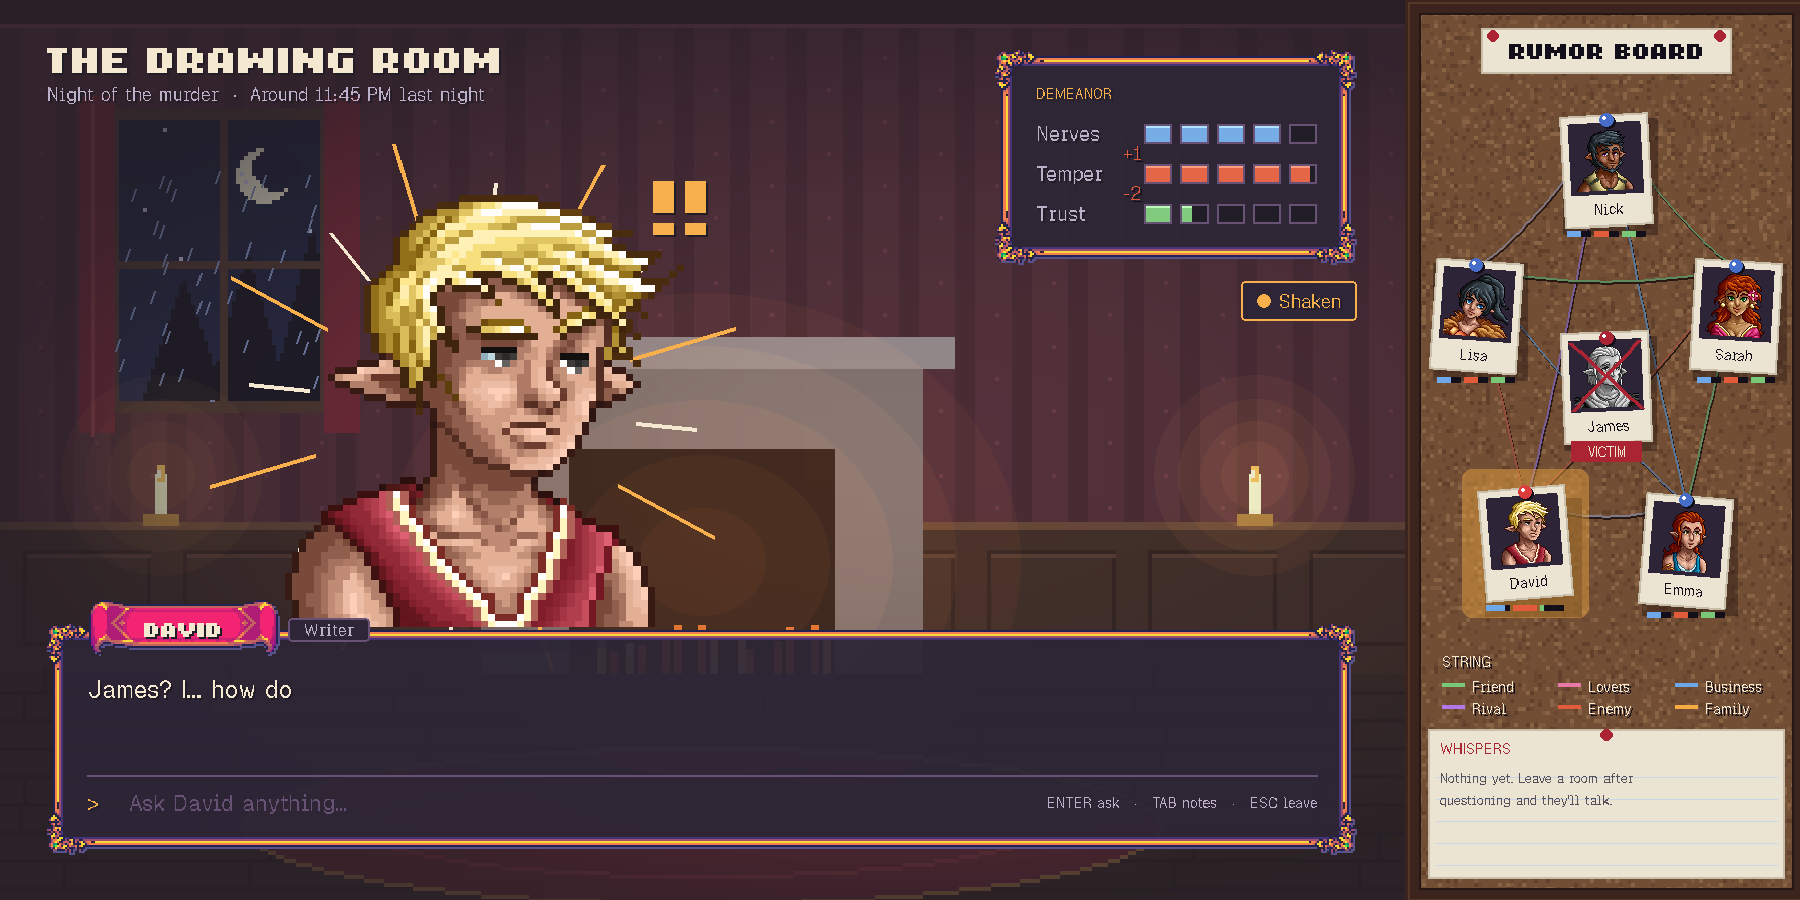 THE DRAWING ROOM
Night of the murder · Around 11:45 PM last night
DEMEANOR
Nerves
+1
Temper
-2
Trust
Shaken
DAVID
Writer
James? I... how do
> Ask David anything...
ENTER ask · TAB notes · ESC leave
RUMOR BOARD
Nick
Lisa
Sarah
James
VICTIM
David
Emma
STRING
Friend Lovers Business
Rival Enemy Family
WHISPERS
Nothing yet. Leave a room after
questioning and they'll talk.